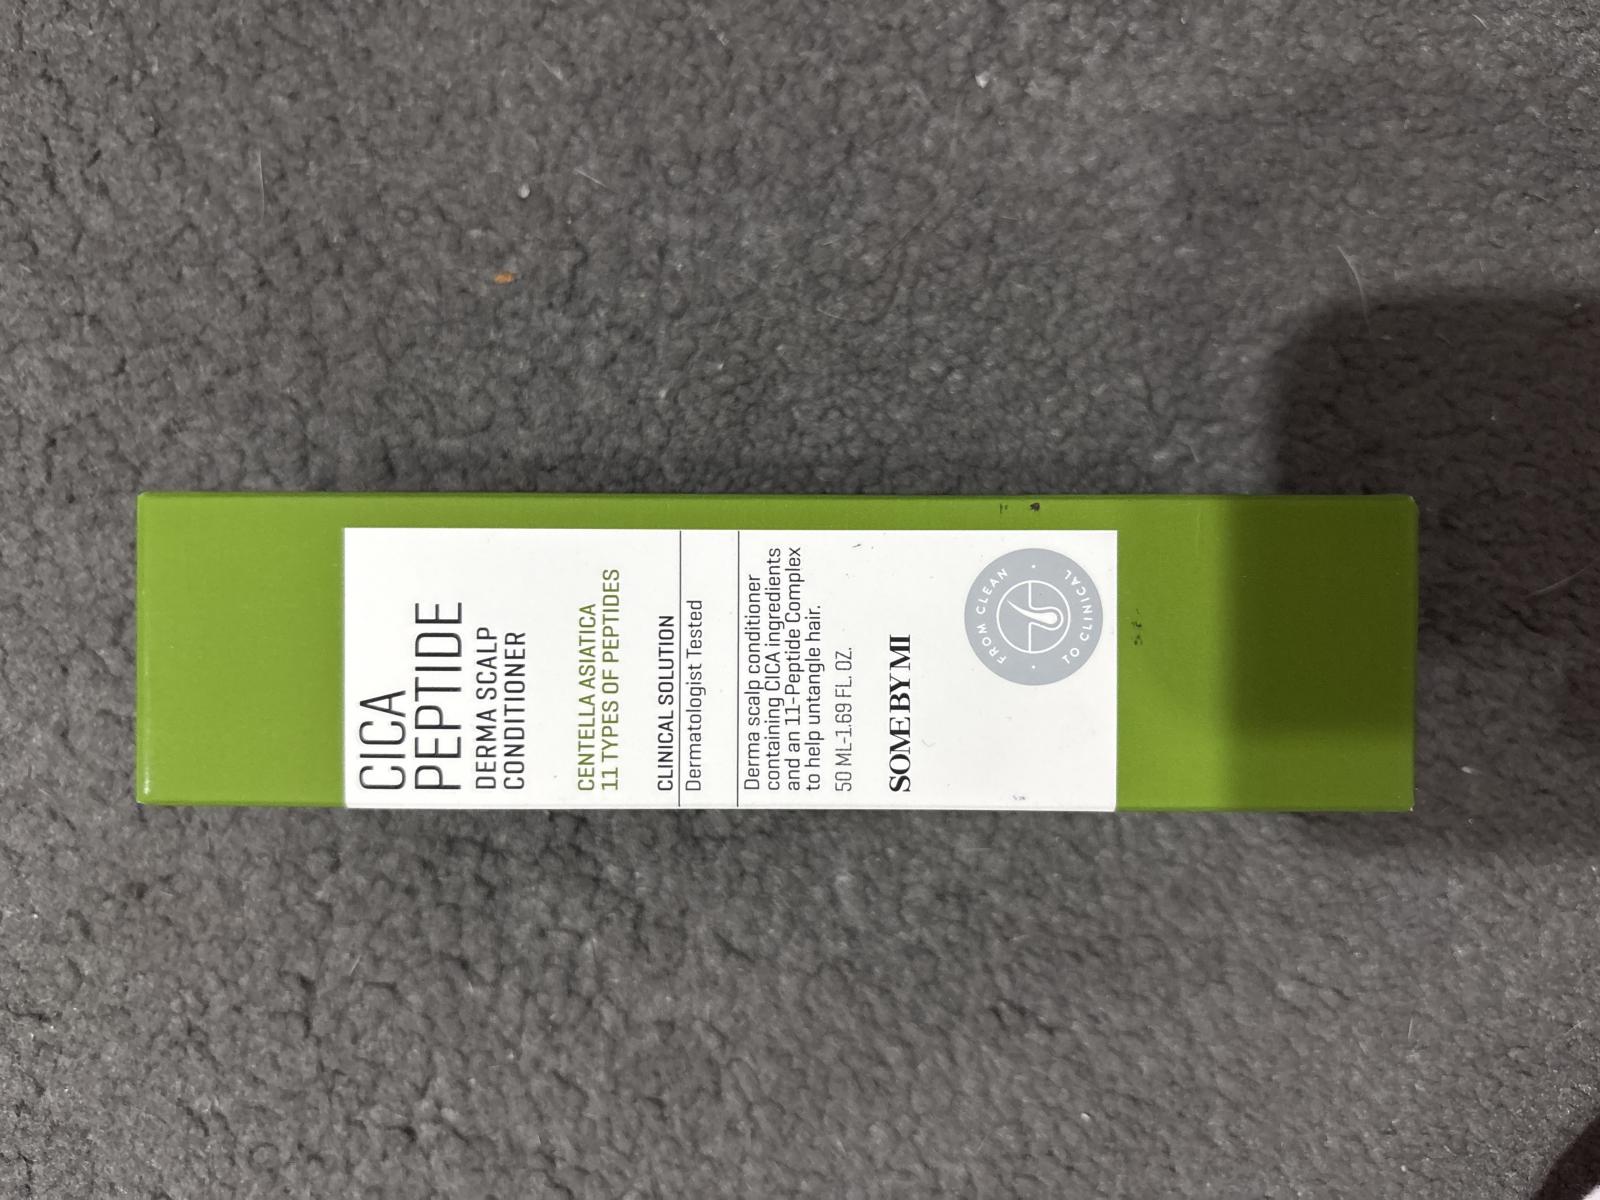 CICA
PEPTIDE
DERMA SCALP
CONDITIONER
CENTELLA ASIATICA
11 TYPES OF PEPTIDES
CLINICAL SOLUTION
Dermatologist Tested
Derma scalp conditioner
containing CICA ingredients
and an 11-Peptide Complex
to help untangle hair.
50 ML-1.69 FL. OZ.
SOME BY MI
FROM CLEAN
TO CLINICAL